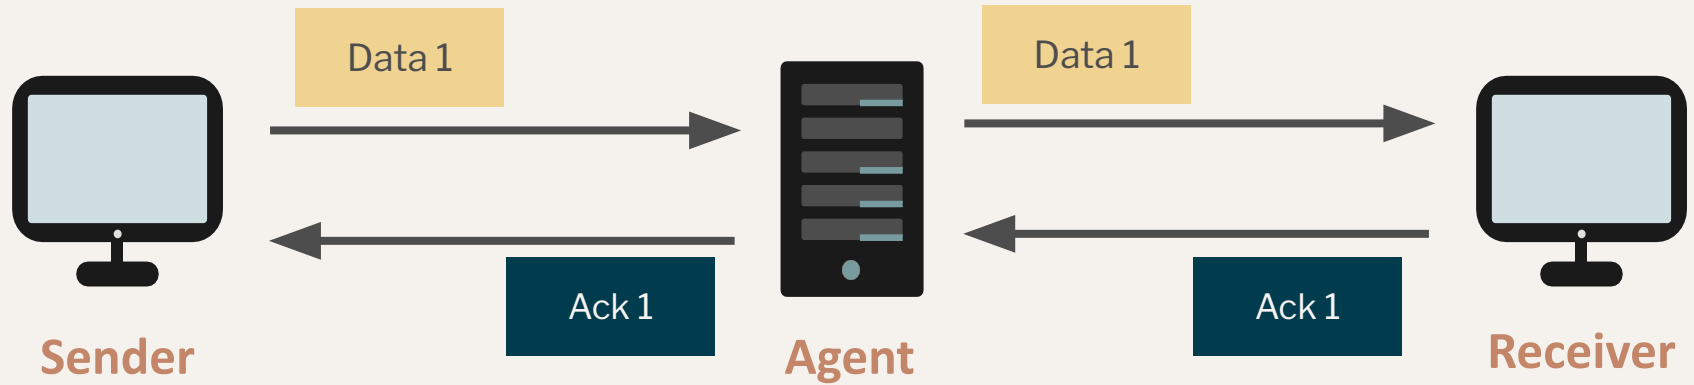 Data 1
Data 1
Ack 1
Ack 1
Sender
Agent
Receiver